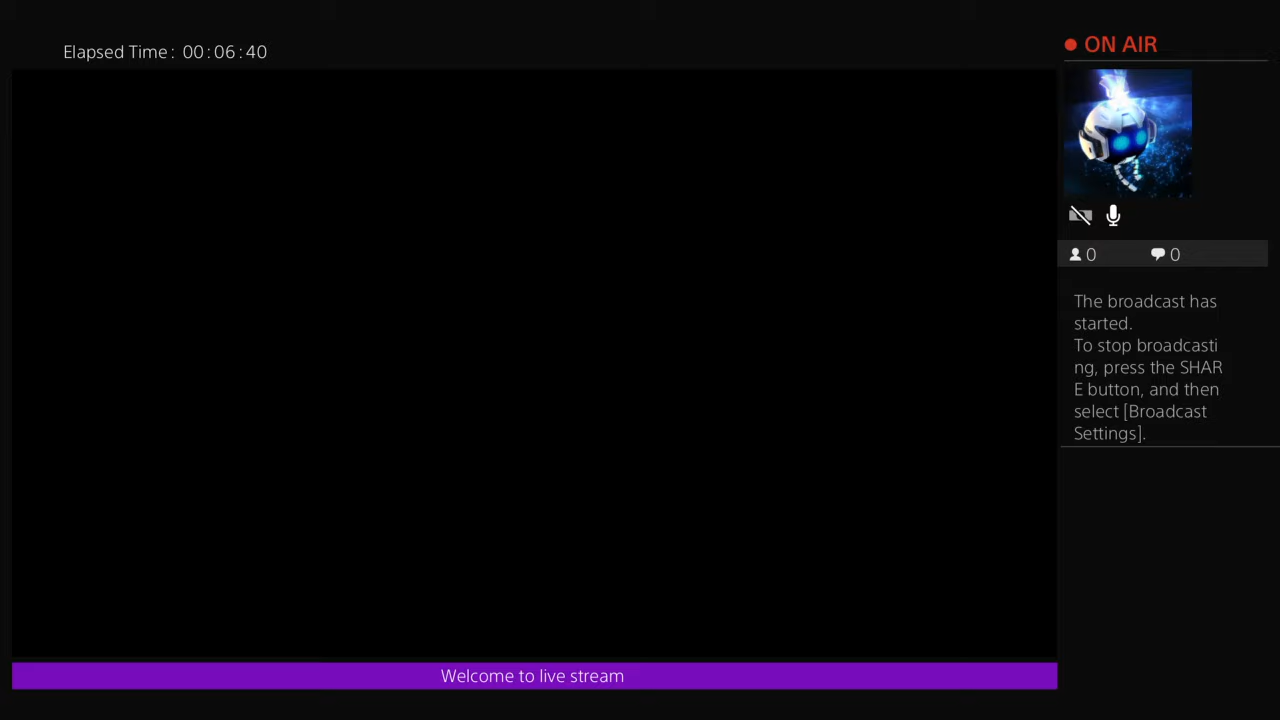 Elapsed Time: 00:06:40
ON AIR
0 0
The broadcast has
started.
To stop broadcasti
ng, press the SHAR
E button, and then
select [Broadcast
Settings].
Welcome to live stream